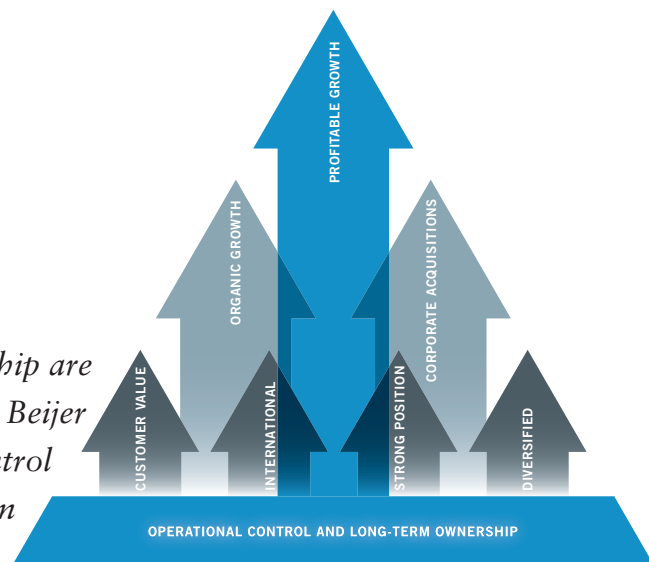 PROFITABLE GROWTH
ORGANIC GROWTH
CORPORATE ACQUISITIONS
hip are
Beijer
trol
n
CUSTOMER VALUE
INTERNATIONAL
STRONG POSITION
DIVERSIFIED
OPERATIONAL CONTROL AND LONG-TERM OWNERSHIP